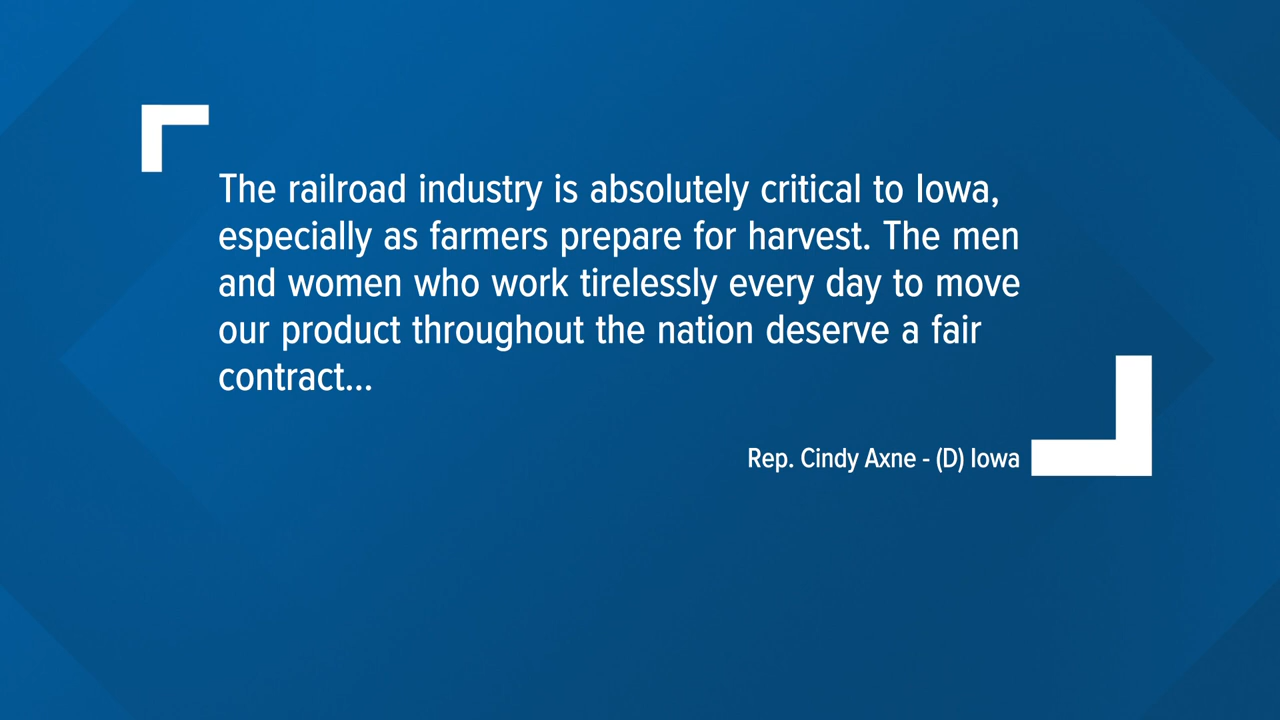 The railroad industry is absolutely critical to Iowa,
especially as farmers prepare for harvest. The men
and women who work tirelessly every day to move
our product throughout the nation deserve a fair
contract...
Rep. Cindy Axne - (D) Iowa